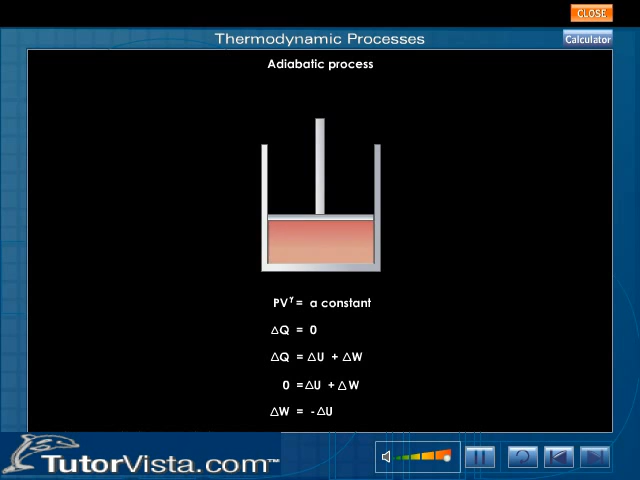 CLOSE
Thermodynamic Processes
Calculator
Adiabatic process
PVᵞ = a constant
△Q = 0
△Q = △U + △W
0 = △U + △W
△W = -△U
TutorVista.com™